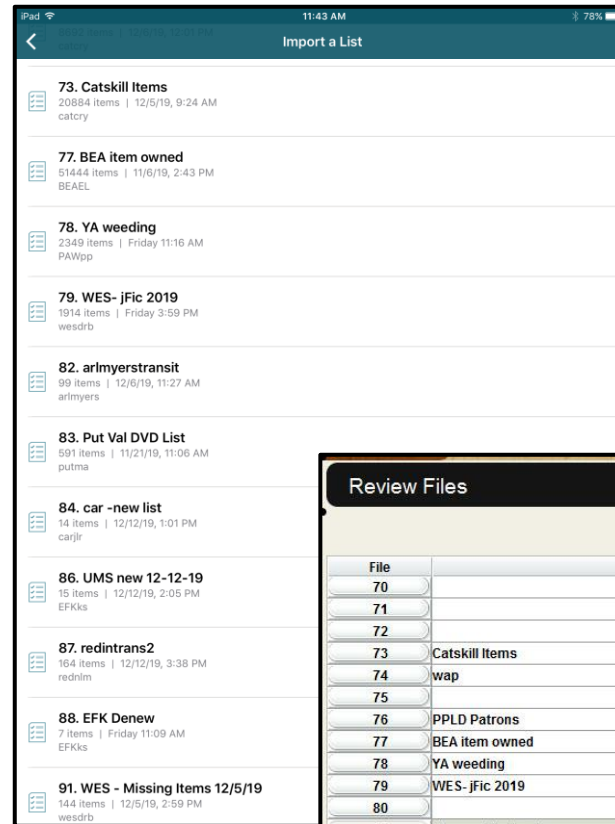 iPad
11:43 AM
78%
Import a List
73. Catskill Items
20884 items | 12/5/19, 9:24 AM
catcry
77. BEA item owned
51444 items | 11/6/19, 2:43 PM
BEAEL
78. YA weeding
2349 items | Friday 11:16 AM
PAWpp
79. WES- jFic 2019
1914 items | Friday 3:59 PM
wesdrb
82. arlmyerstransit
99 items | 12/6/19, 11:27 AM
arlmyers
83. Put Val DVD List
591 items | 11/21/19, 11:06 AM
putma
84. car -new list
14 items | 12/12/19, 1:01 PM
carjlr
86. UMS new 12-12-19
15 items | 12/12/19, 2:05 PM
EFKks
87. redintrans2
164 items | 12/12/19, 3:38 PM
rednlm
88. EFK Denew
7 items | Friday 11:09 AM
EFKks
91. WES - Missing Items 12/5/19
144 items | 12/5/19, 2:59 PM
wesdrb
Review Files
File
70
71
72
73 Catskill Items
74 wap
75
76 PPLD Patrons
77 BEA item owned
78 YA weeding
79 WES- jFic 2019
80